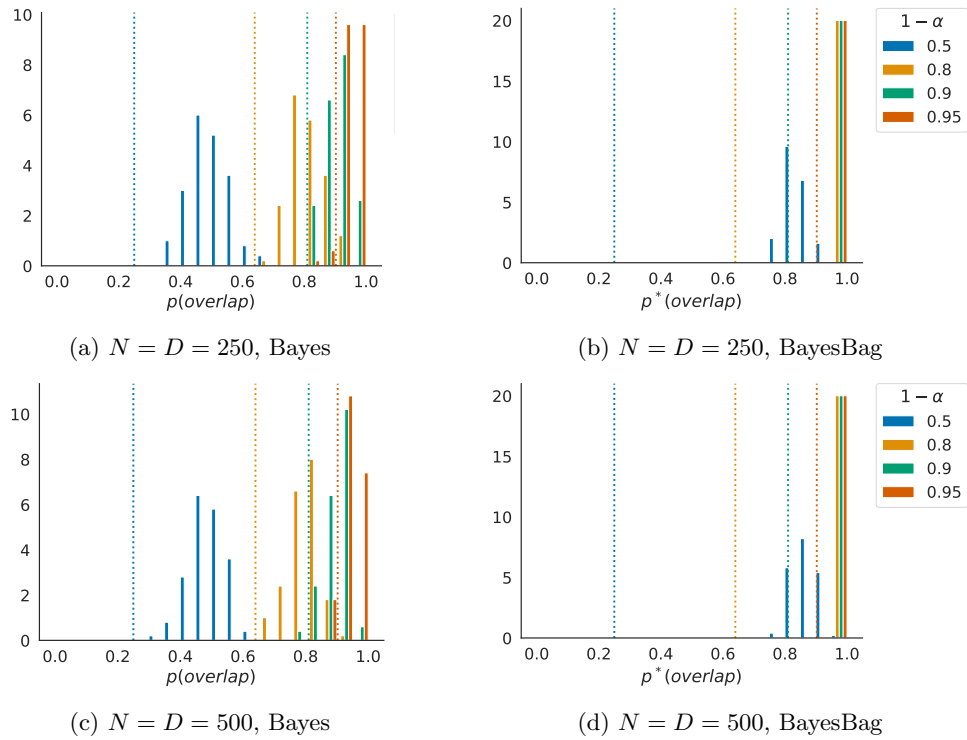 10
8
6
4
2
0
0.0 0.2 0.4 0.6 0.8 1.0
p(overlap)
(a) N = D = 250, Bayes
20
15
10
5
0
0.0 0.2 0.4 0.6 0.8 1.0
p*(overlap)
1 − α
0.5
0.8
0.9
0.95
(b) N = D = 250, BayesBag
10
8
6
4
2
0
0.0 0.2 0.4 0.6 0.8 1.0
p(overlap)
(c) N = D = 500, Bayes
20
15
10
5
0
0.0 0.2 0.4 0.6 0.8 1.0
p*(overlap)
1 − α
0.5
0.8
0.9
0.95
(d) N = D = 500, BayesBag